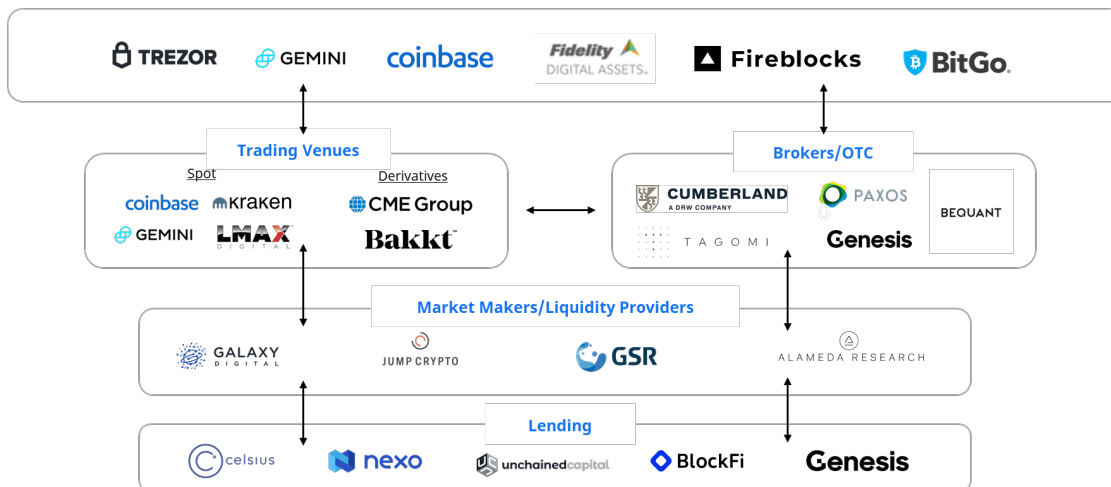 TREZOR
GEMINI
coinbase
Fidelity
DIGITAL ASSETS℠
Fireblocks
BitGo.
Trading Venues
Spot
Derivatives
coinbase
kraken
CME Group
GEMINI
LMAX
DIGITAL
Bakkt™
Brokers/OTC
CUMBERLAND
A DRW COMPANY
PAXOS
BEQUANT
TAGOMI
Genesis
Market Makers/Liquidity Providers
GALAXY
DIGITAL
JUMP CRYPTO
GSR
ALAMEDA RESEARCH
Lending
celsius
nexo
unchainedcapital
BlockFi
Genesis